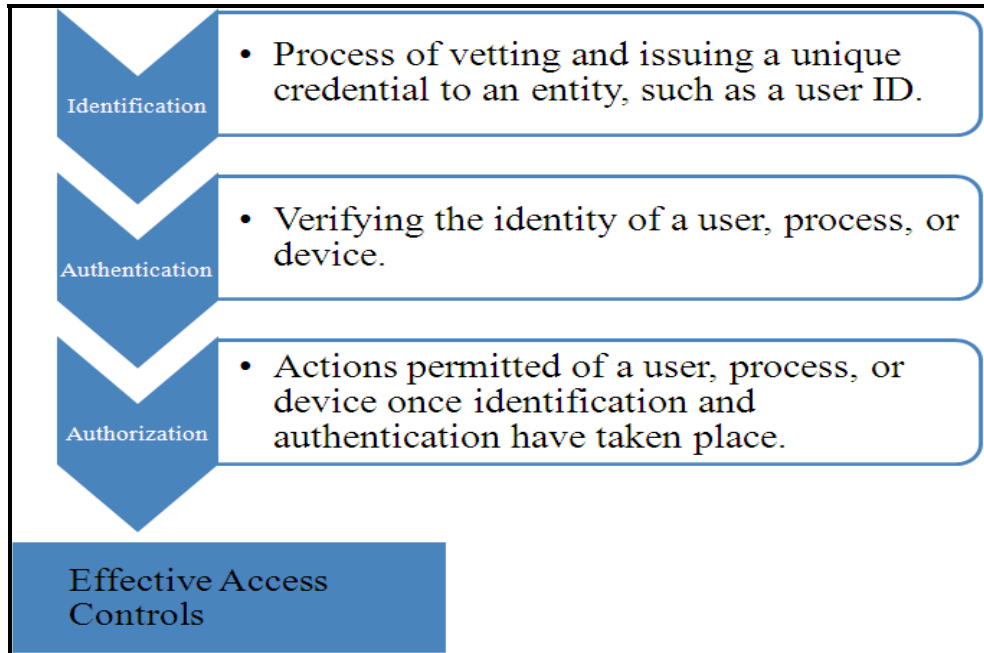 Identification
• Process of vetting and issuing a unique
credential to an entity, such as a user ID.
Authentication
• Verifying the identity of a user, process, or
device.
Authorization
• Actions permitted of a user, process, or
device once identification and
authentication have taken place.
Effective Access
Controls